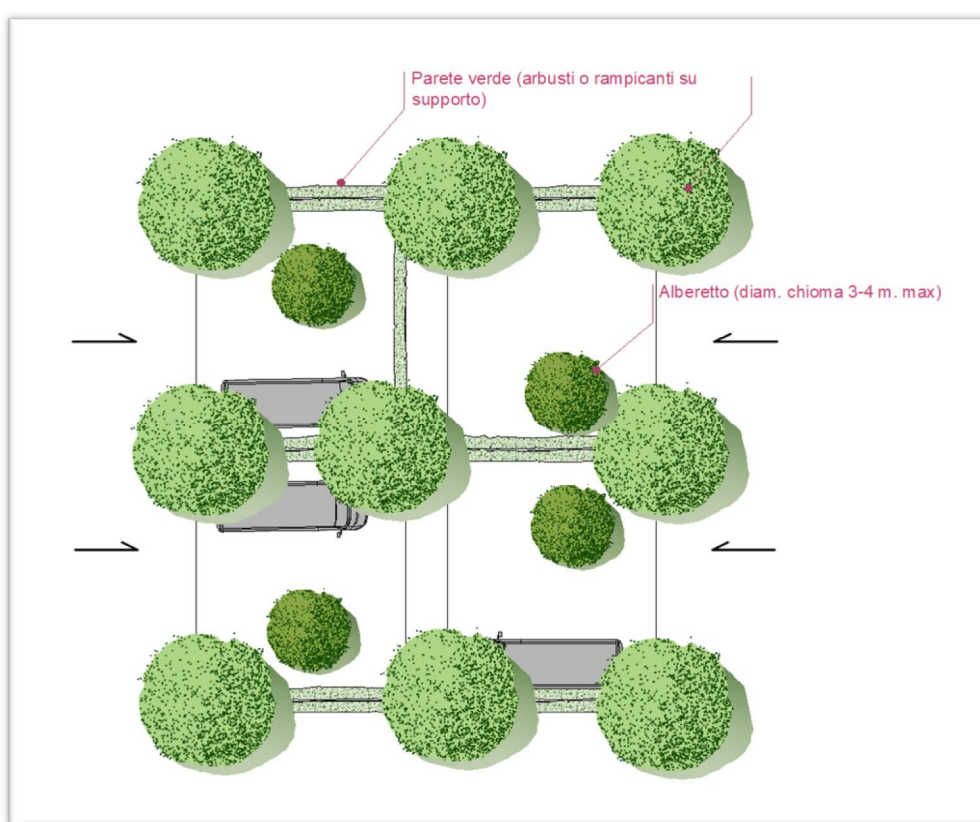 Parete verde (arbusti o rampicanti su
supporto)
Alberetto (diam. chioma 3-4 m. max)